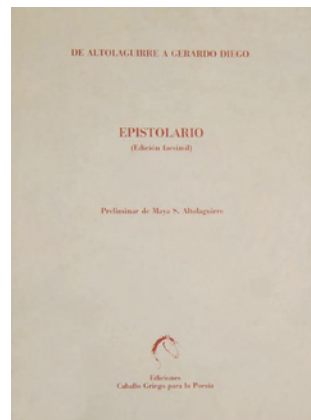 DE ALTOLAGUIRRE A GERARDO DIEGO
EPISTOLARIO
(Edición facsímil)
Preliminar de Maya S. Altolaguirre
Ediciones
Caballo Griego para la Poesía